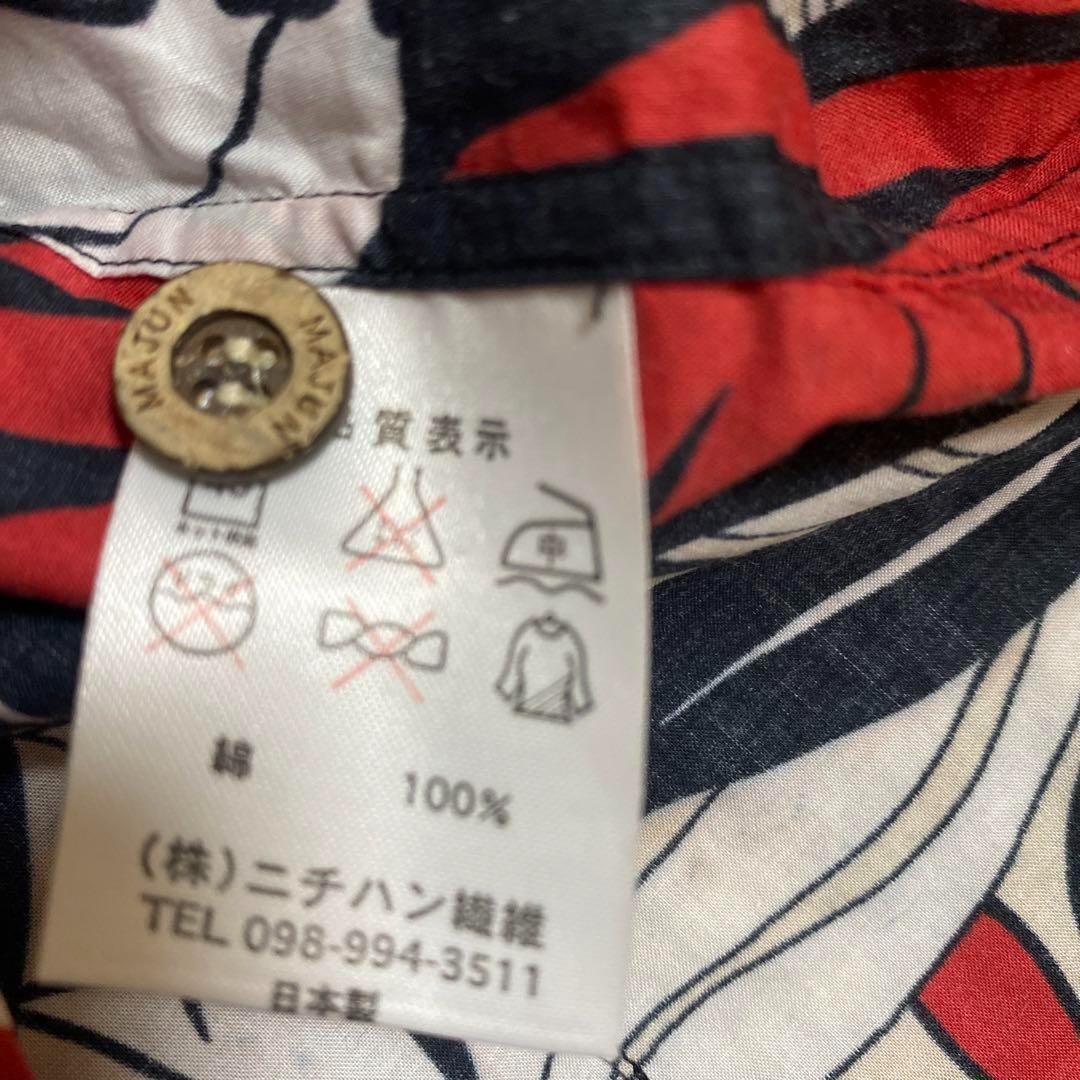 MAJUN MAJUN
質表示
中
綿 100%
(株)ニチハン繊維
TEL 098-994-3511
日本製